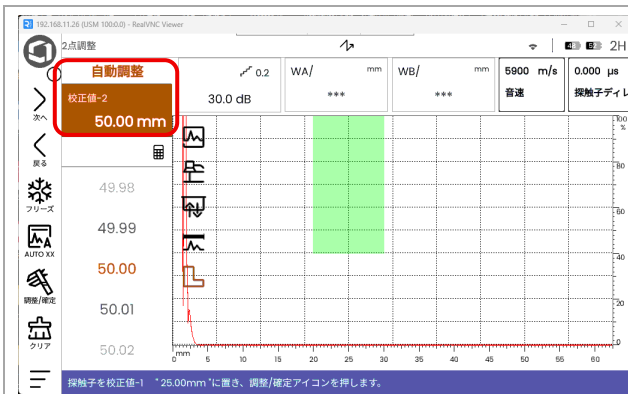 192.168.11.26 (USM 100:0.0) - RealVNC Viewer
2点調整
2H
自動調整
0.2
30.0 dB
WA/ mm
***
WB/ mm
***
5900 m/s
音速
0.000 µs
探触子ディレ
校正値-2
50.00 mm
次へ
戻る
フリーズ
AUTO XX
調整/確定
クリア
49.98
49.99
50.00
50.01
50.02
100
%
80
60
40
20
0
mm 5 10 15 20 25 30 35 40 45 50 55 60
探触子を校正値-1 "25.00mm "に置き、調整/確定アイコンを押します。